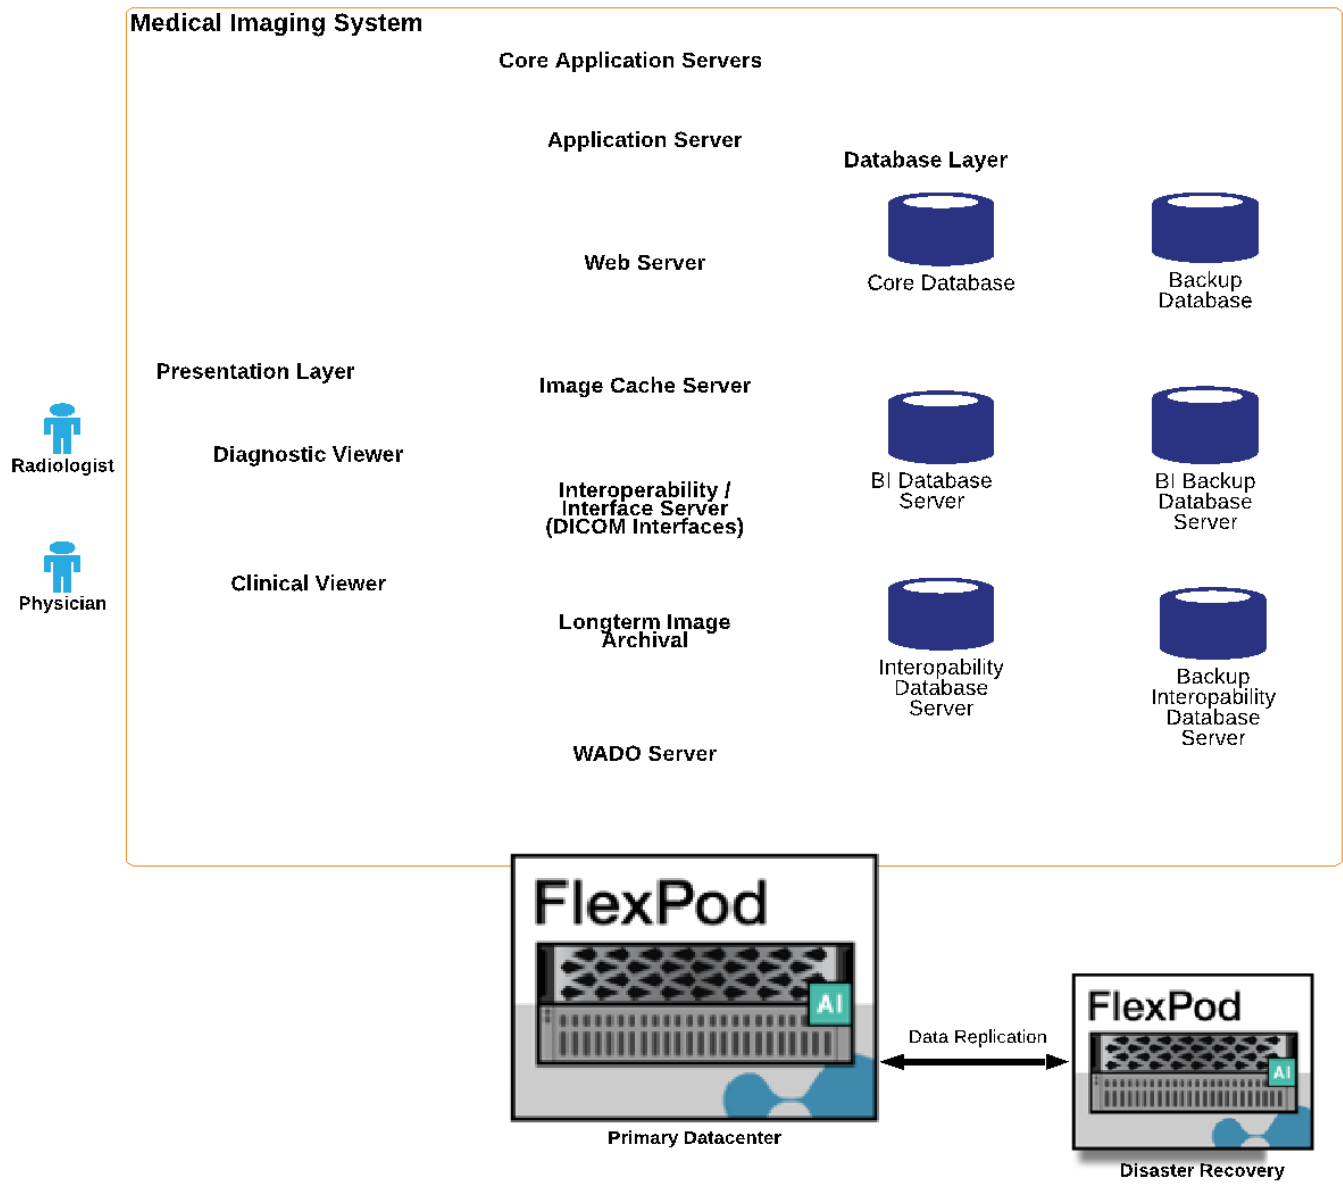 Medical Imaging System
Core Application Servers
Application Server
Database Layer
Web Server
Core Database
Backup
Database
Presentation Layer
Image Cache Server
Radiologist
Diagnostic Viewer
BI Database
Server
BI Backup
Database
Server
Interoperability /
Interface Server
(DICOM Interfaces)
Physician
Clinical Viewer
Longterm Image
Archival
Interopability
Database
Server
Backup
Interopability
Database
Server
WADO Server
FlexPod
AI
Data Replication
FlexPod
AI
Primary Datacenter
Disaster Recovery